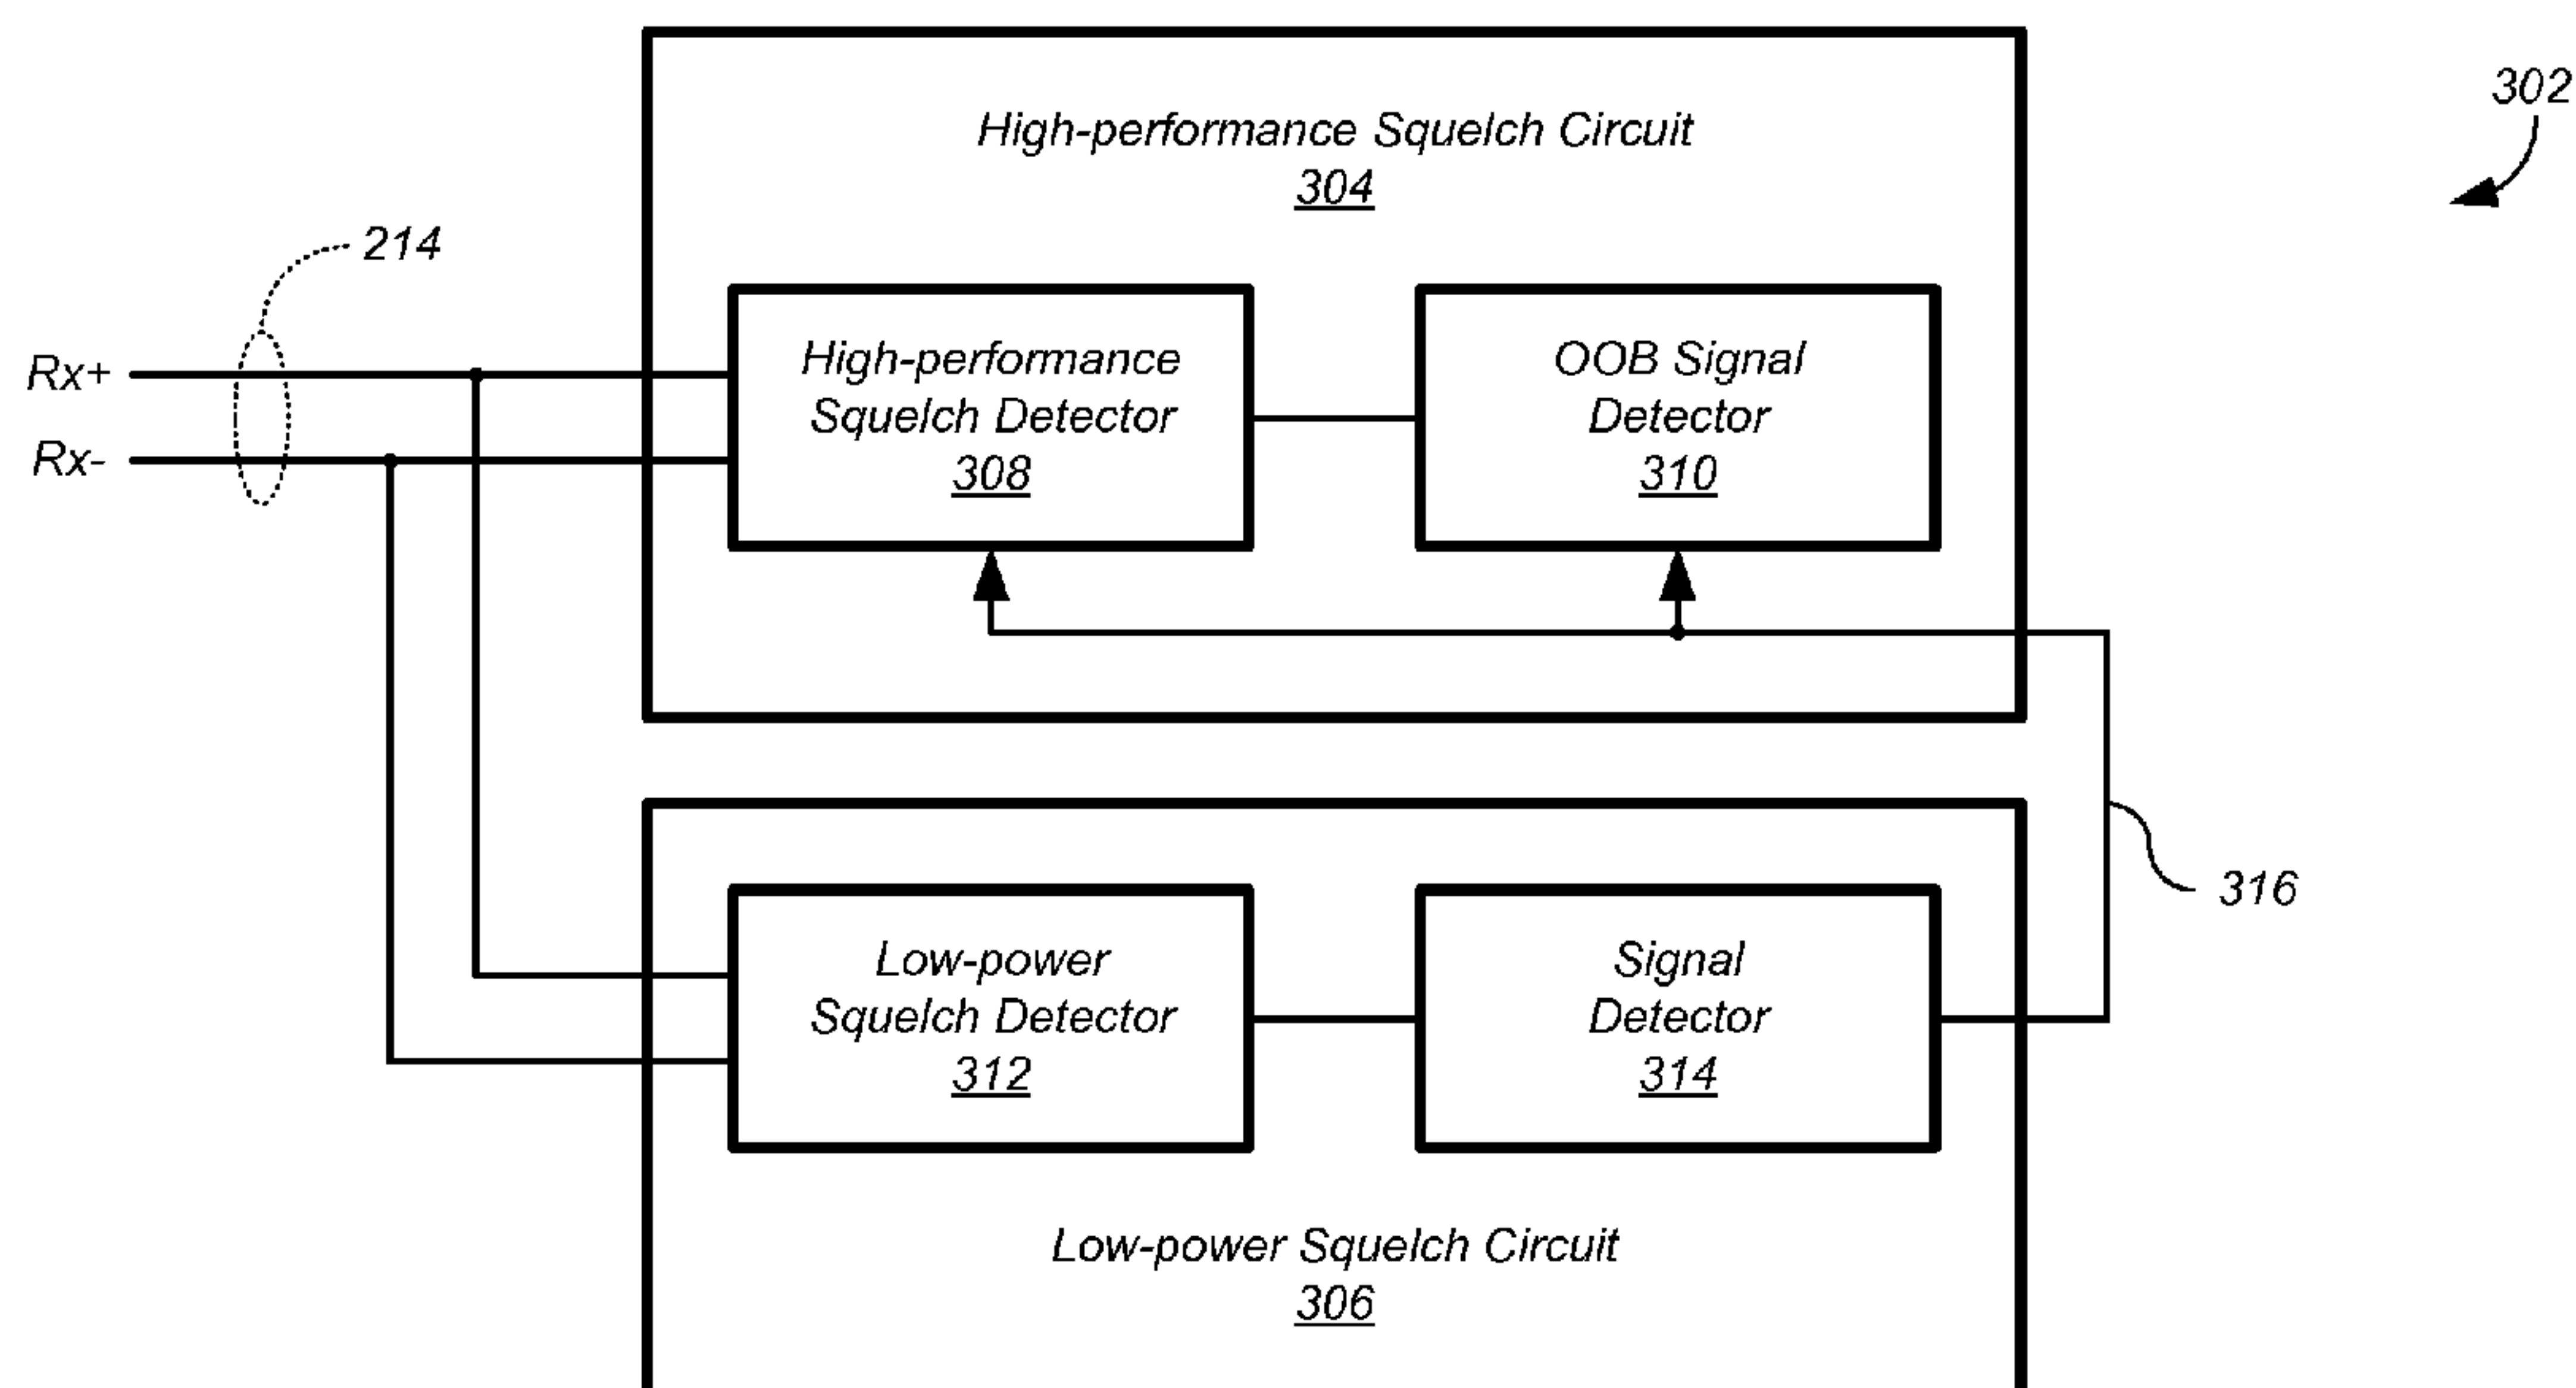 302
High-performance Squelch Circuit
304
214
Rx+
Rx-
High-performance
Squelch Detector
308
OOB Signal
Detector
310
316
Low-power
Squelch Detector
312
Signal
Detector
314
Low-power Squelch Circuit
306